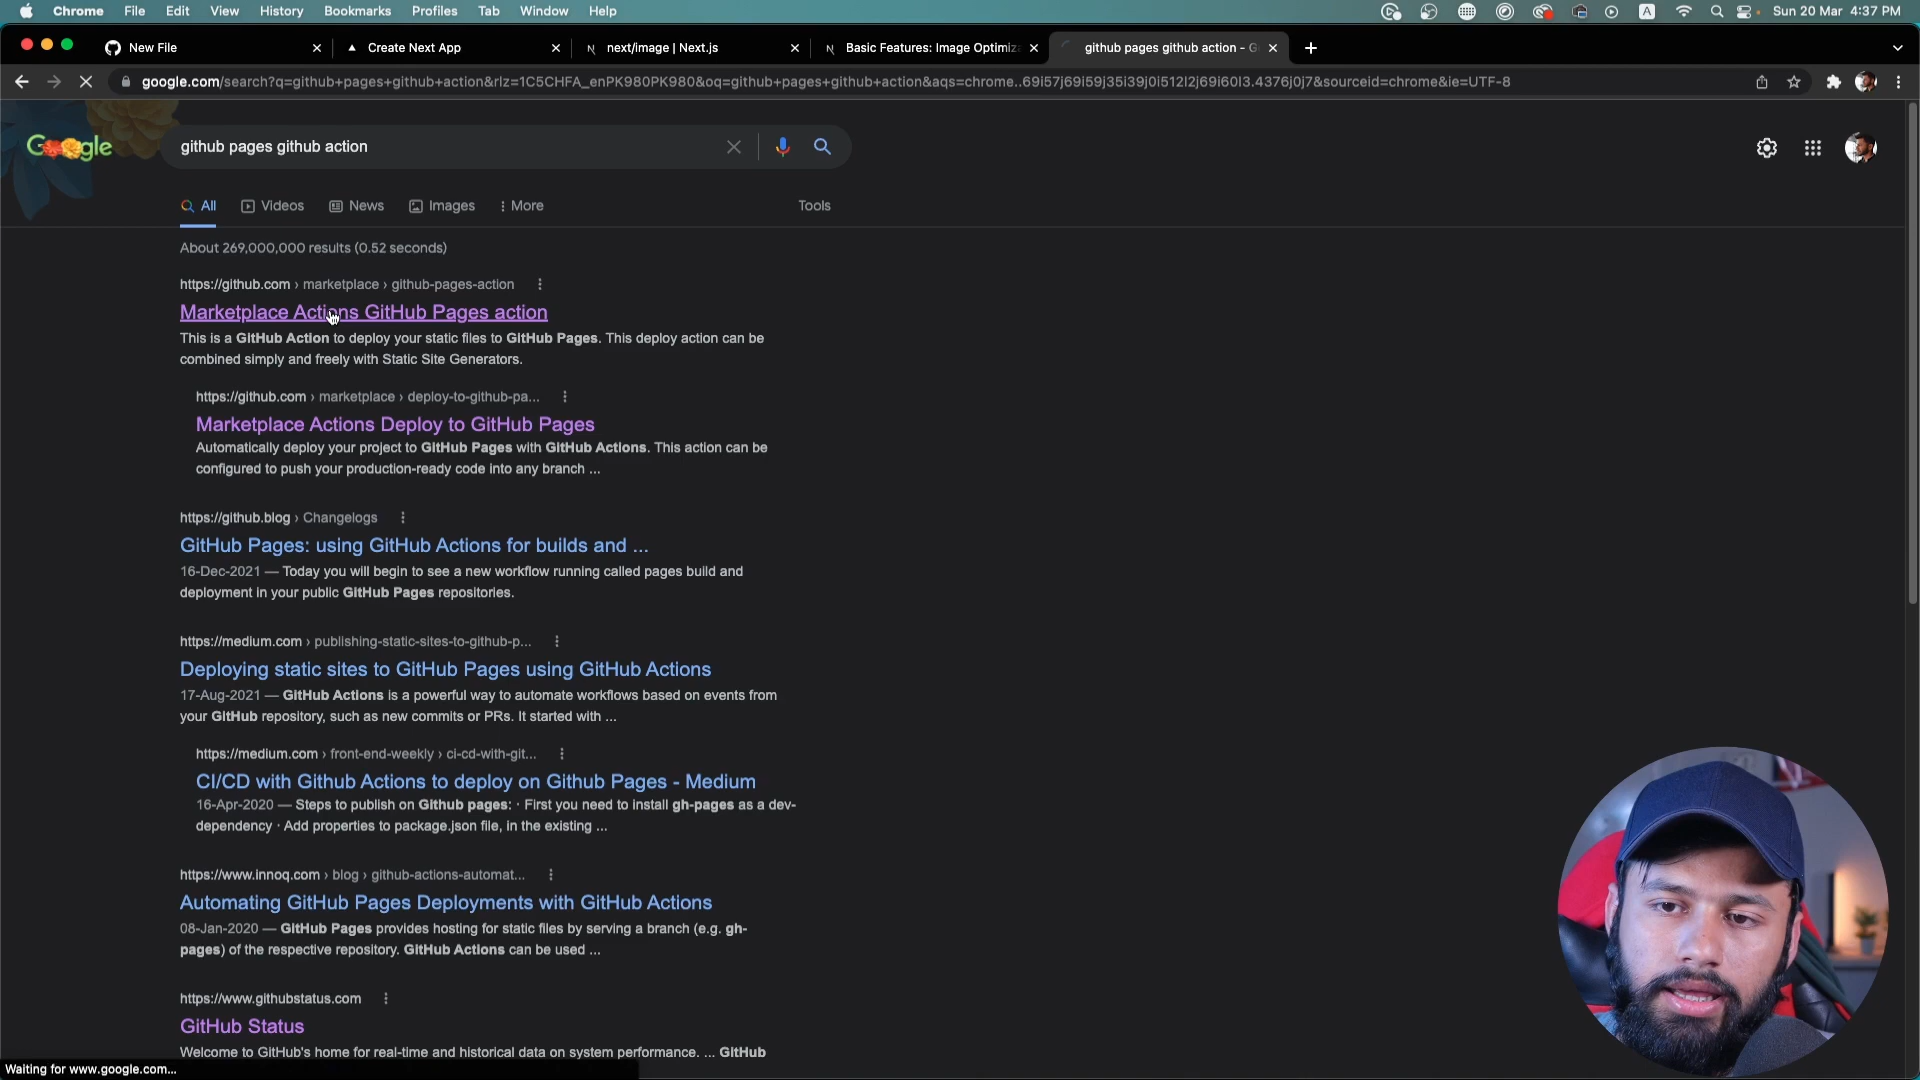 Chrome File Edit View History Bookmarks Profiles Tab Window Help A Sun 20 Mar 4:37 PM
New File Create Next App next/image | Next.js Basic Features: Image Optimiz github pages github action - G
google.com/search?q=github+pages+github+action&rlz=1C5CHFA_enPK980PK980&oq=github+pages+github+action&aqs=chrome..69i57j69i59j35i39j0i512l2j69i60l3.4376j0j7&sourceid=chrome&ie=UTF-8
Google
github pages github action
All Videos News Images More Tools
About 269,000,000 results (0.52 seconds)
https://github.com › marketplace › github-pages-action
Marketplace Actions GitHub Pages action
This is a GitHub Action to deploy your static files to GitHub Pages. This deploy action can be
combined simply and freely with Static Site Generators.
https://github.com › marketplace › deploy-to-github-pa...
Marketplace Actions Deploy to GitHub Pages
Automatically deploy your project to GitHub Pages with GitHub Actions. This action can be
configured to push your production-ready code into any branch ...
https://github.blog › Changelogs
GitHub Pages: using GitHub Actions for builds and ...
16-Dec-2021 — Today you will begin to see a new workflow running called pages build and
deployment in your public GitHub Pages repositories.
https://medium.com › publishing-static-sites-to-github-p...
Deploying static sites to GitHub Pages using GitHub Actions
17-Aug-2021 — GitHub Actions is a powerful way to automate workflows based on events from
your GitHub repository, such as new commits or PRs. It started with ...
https://medium.com › front-end-weekly › ci-cd-with-git...
CI/CD with Github Actions to deploy on Github Pages - Medium
16-Apr-2020 — Steps to publish on Github pages: · First you need to install gh-pages as a dev-
dependency · Add properties to package.json file, in the existing ...
https://www.innoq.com › blog › github-actions-automat...
Automating GitHub Pages Deployments with GitHub Actions
08-Jan-2020 — GitHub Pages provides hosting for static files by serving a branch (e.g. gh-
pages) of the respective repository. GitHub Actions can be used ...
https://www.githubstatus.com
GitHub Status
Welcome to GitHub's home for real-time and historical data on system performance. ... GitHub
Waiting for www.google.com...